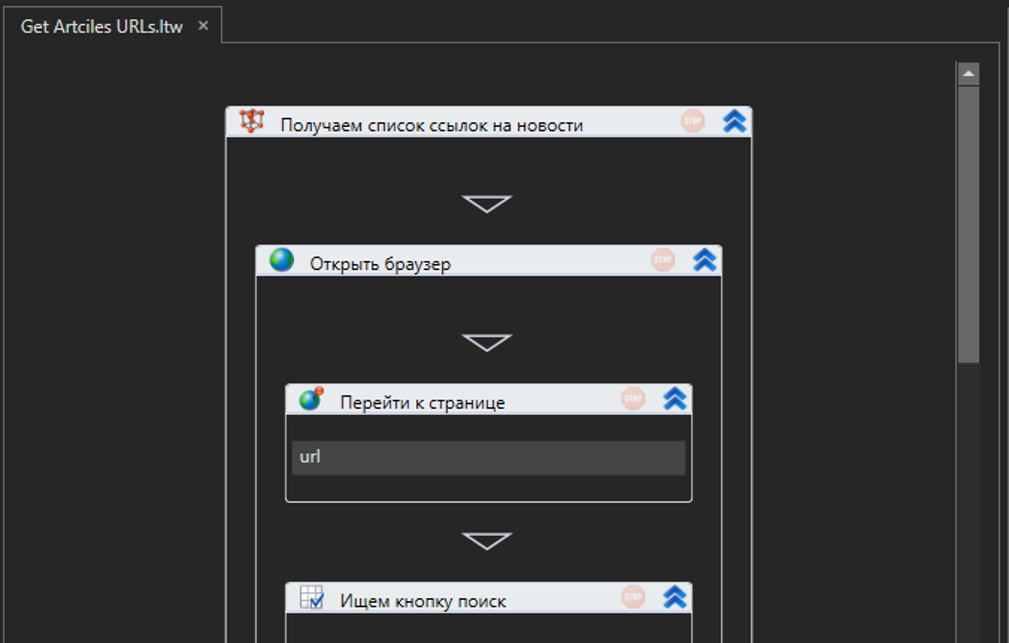 Get Artciles URLs.ltw ×
Получаем список ссылок на новости STOP
Открыть браузер STOP
Перейти к странице STOP
url
Ищем кнопку поиск STOP